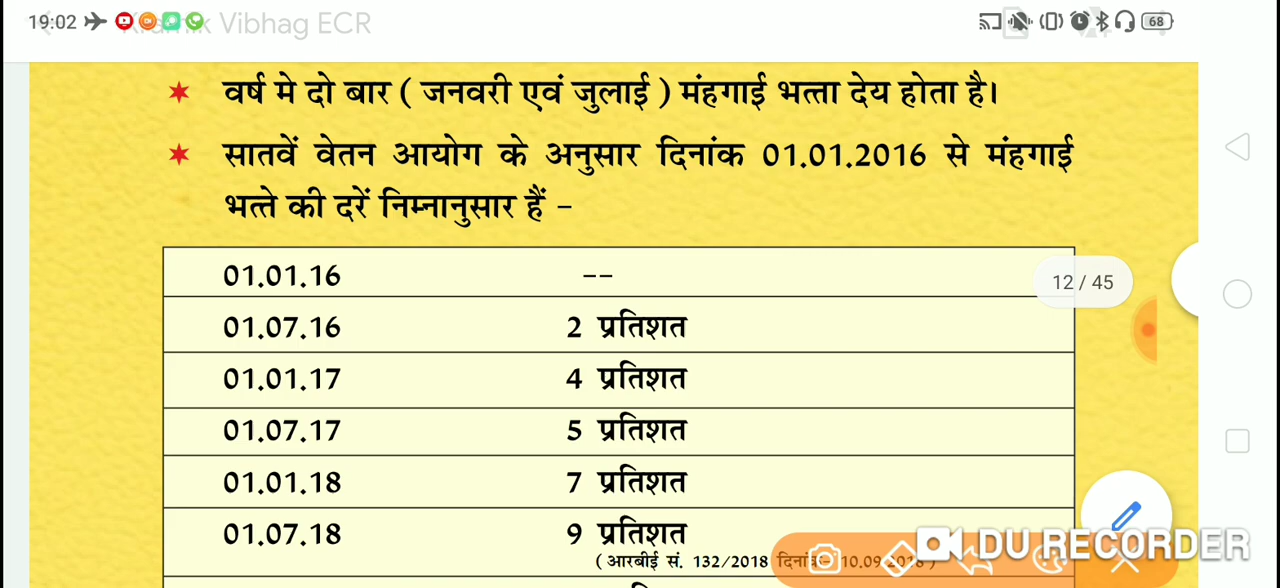 19:02
Vibhag ECR
68
वर्ष मे दो बार ( जनवरी एवं जुलाई ) मंहगाई भत्ता देय होता है।
सातवें वेतन आयोग के अनुसार दिनांक 01.01.2016 से मंहगाई
भत्ते की दरें निम्नानुसार हैं -
01.01.16 --
12 / 45
01.07.16 2 प्रतिशत
01.01.17 4 प्रतिशत
01.07.17 5 प्रतिशत
01.01.18 7 प्रतिशत
01.07.18 9 प्रतिशत
( आरबीई सं. 132/2018 दिनांक- 10.09.2018 )
DU RECORDER